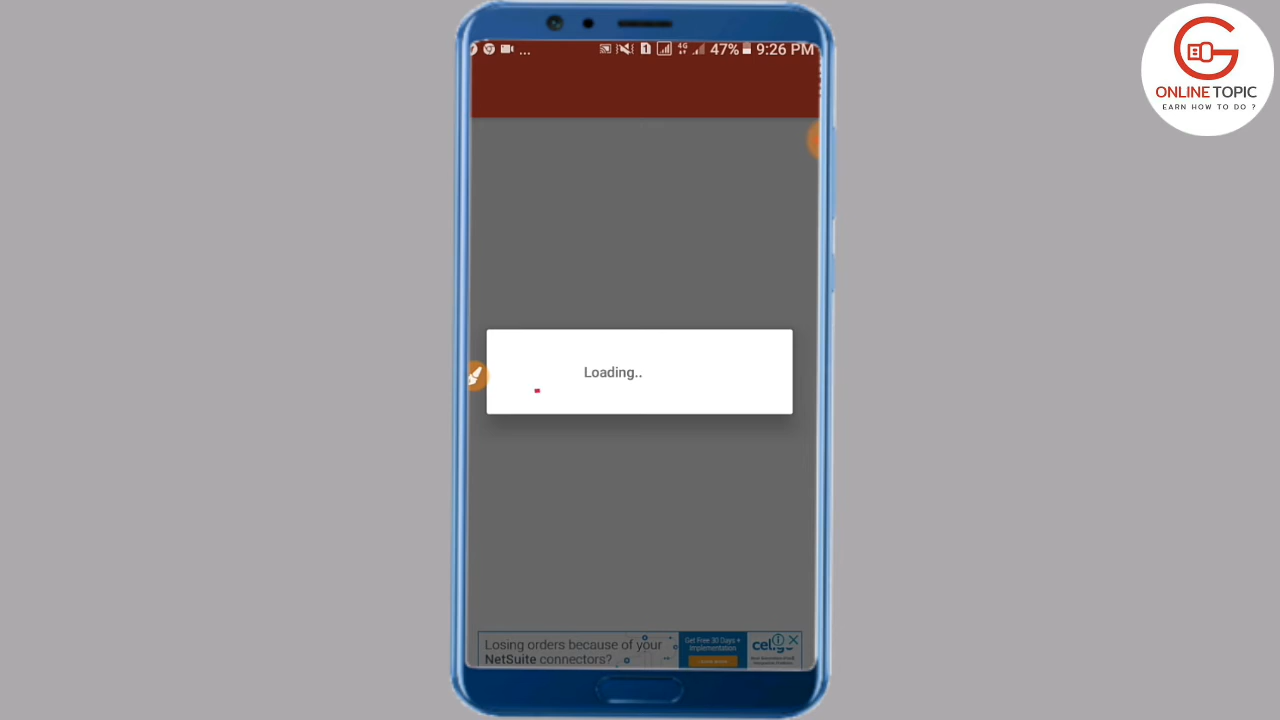 ... 4G 47% 9:26 PM
ONLINE TOPIC
EARN HOW TO DO ?
Loading..
Losing orders because of your
NetSuite connectors?
Get Free 30 Days +
Implementation